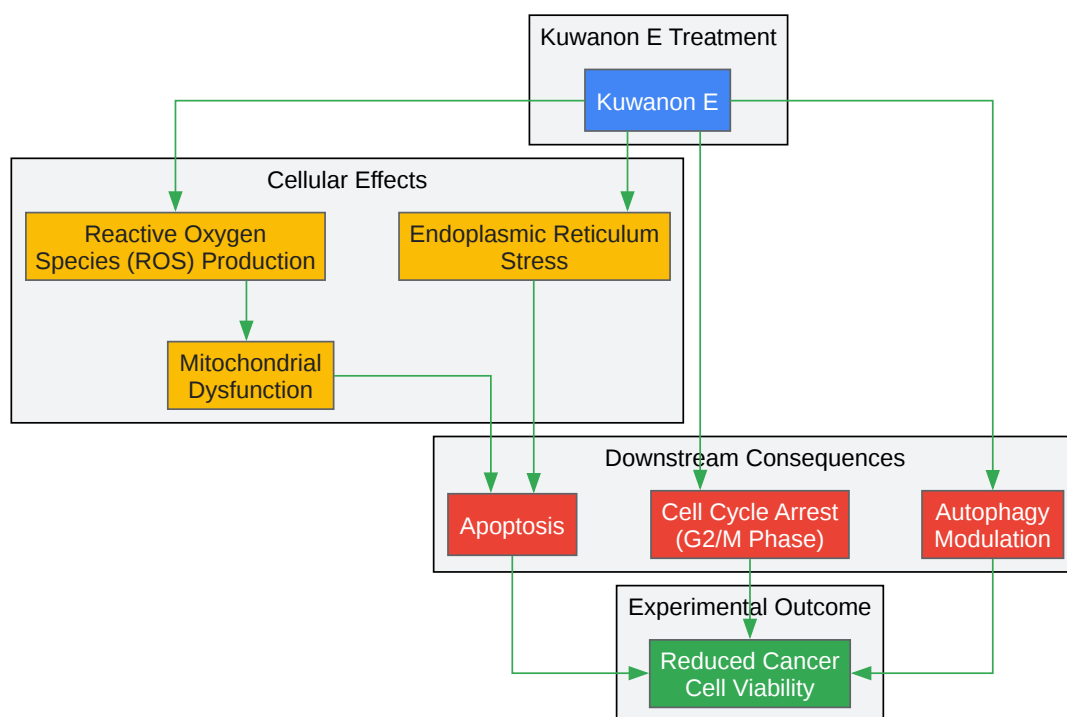 Kuwanon E Treatment
Kuwanon E
Cellular Effects
Reactive Oxygen
Species (ROS) Production
Endoplasmic Reticulum
Stress
Mitochondrial
Dysfunction
Downstream Consequences
Apoptosis
Cell Cycle Arrest
(G2/M Phase)
Autophagy
Modulation
Experimental Outcome
Reduced Cancer
Cell Viability